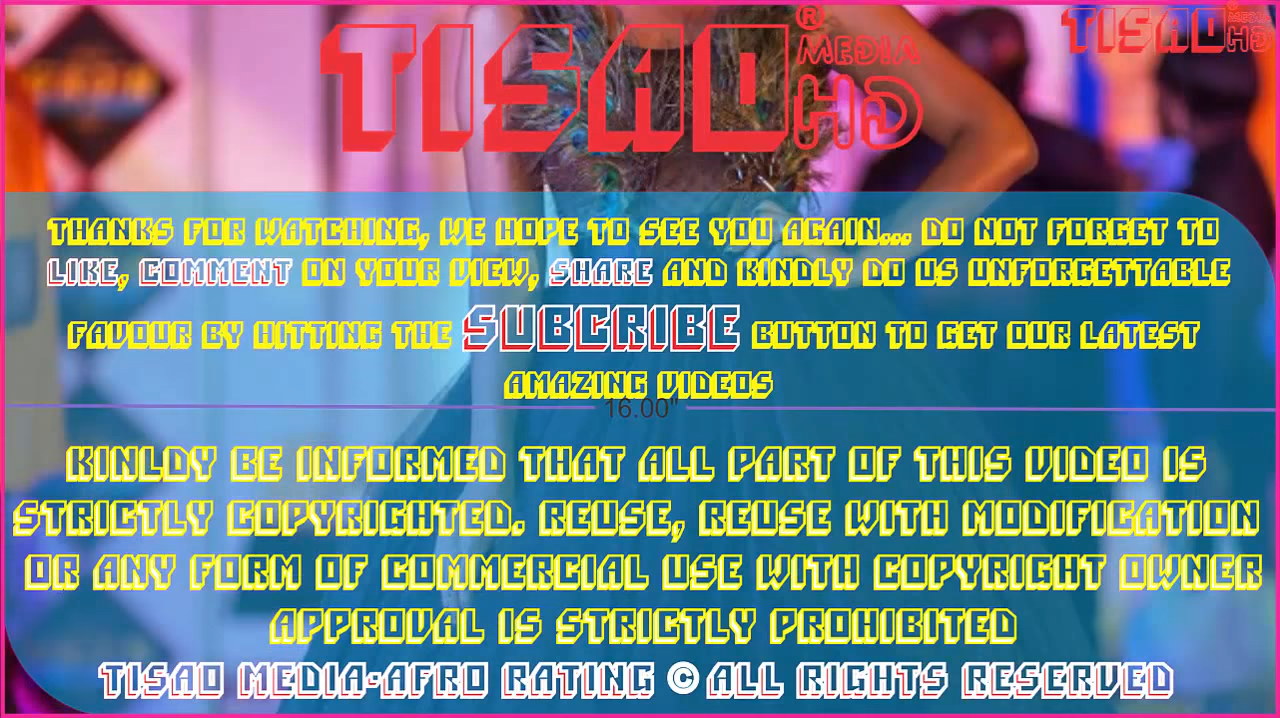 TISAO ® MEDIA HD
TISAO ® MEDIA HD
THANKS FOR WATCHING, WE HOPE TO SEE YOU AGAIN... DO NOT FORGET TO
LIKE, COMMENT ON YOUR VIEW, SHARE AND KINDLY DO US UNFORGETTABLE
FAVOUR BY HITTING THE SUBCRIBE BUTTON TO GET OUR LATEST
AMAZING VIDEOS
16.00"
KINLDY BE INFORMED THAT ALL PART OF THIS VIDEO IS
STRICTLY COPYRIGHTED. REUSE, REUSE WITH MODIFICATION
OR ANY FORM OF COMMERCIAL USE WITH COPYRIGHT OWNER
APPROVAL IS STRICTLY PROHIBITED
TISAO MEDIA-AFRO RATING © ALL RIGHTS RESERVED